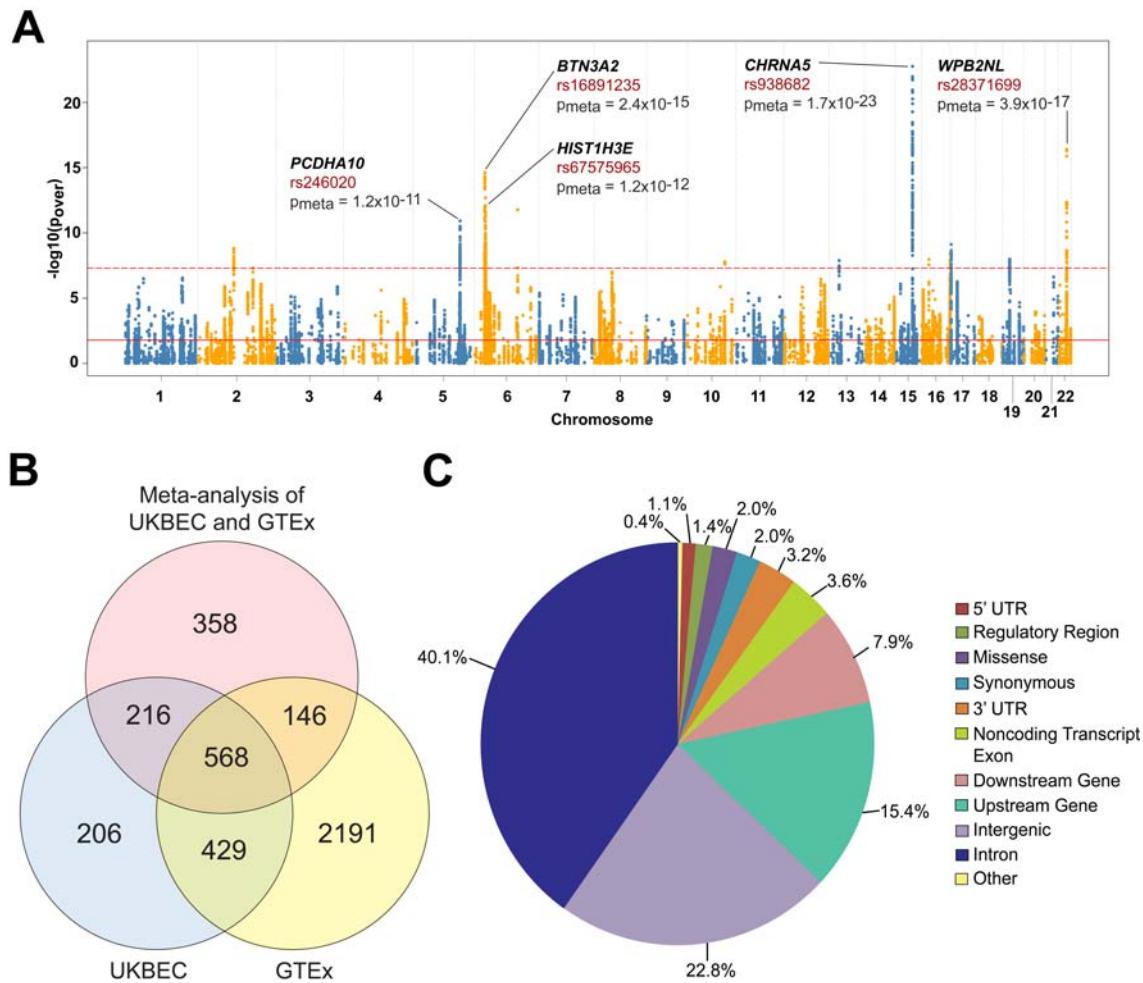 A
-log10(pover)
20
15
10
5
0
BTN3A2
rs16891235
pmeta = 2.4x10-15
CHRNA5
rs938682
pmeta = 1.7x10-23
WPB2NL
rs28371699
pmeta = 3.9x10-17
HIST1H3E
rs67575965
pmeta = 1.2x10-12
PCDHA10
rs246020
pmeta = 1.2x10-11
1 2 3 4 5 6 7 8 9 10 11 12 13 14 15 16 17 18 19 20 21 22
Chromosome
B
Meta-analysis of
UKBEC and GTEx
358
216
146
568
206
429
2191
UKBEC
GTEx
C
0.4%
1.1%
1.4%
2.0%
2.0%
3.2%
3.6%
7.9%
15.4%
22.8%
40.1%
5' UTR
Regulatory Region
Missense
Synonymous
3' UTR
Noncoding Transcript
Exon
Downstream Gene
Upstream Gene
Intergenic
Intron
Other